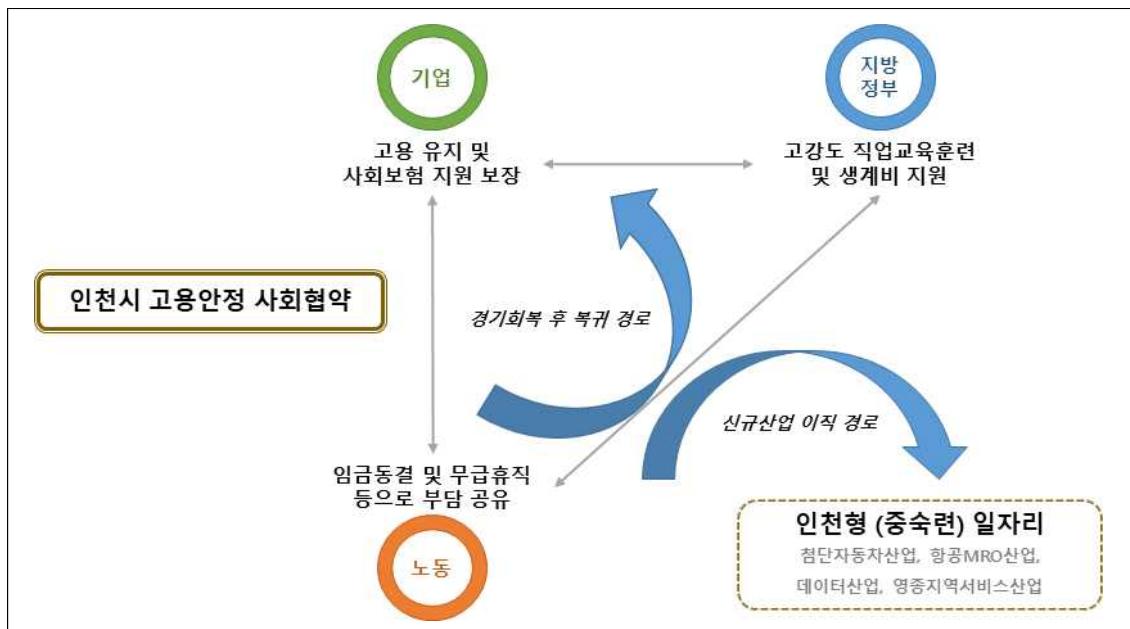 기업
지방
정부
고용 유지 및
사회보험 지원 보장
고강도 직업교육훈련
및 생계비 지원
인천시 고용안정 사회협약
경기회복 후 복귀 경로
신규산업 이직 경로
임금동결 및 무급휴직
등으로 부담 공유
노동
인천형 (중숙련) 일자리
첨단자동차산업, 항공MRO산업,
데이터산업, 영종지역서비스산업